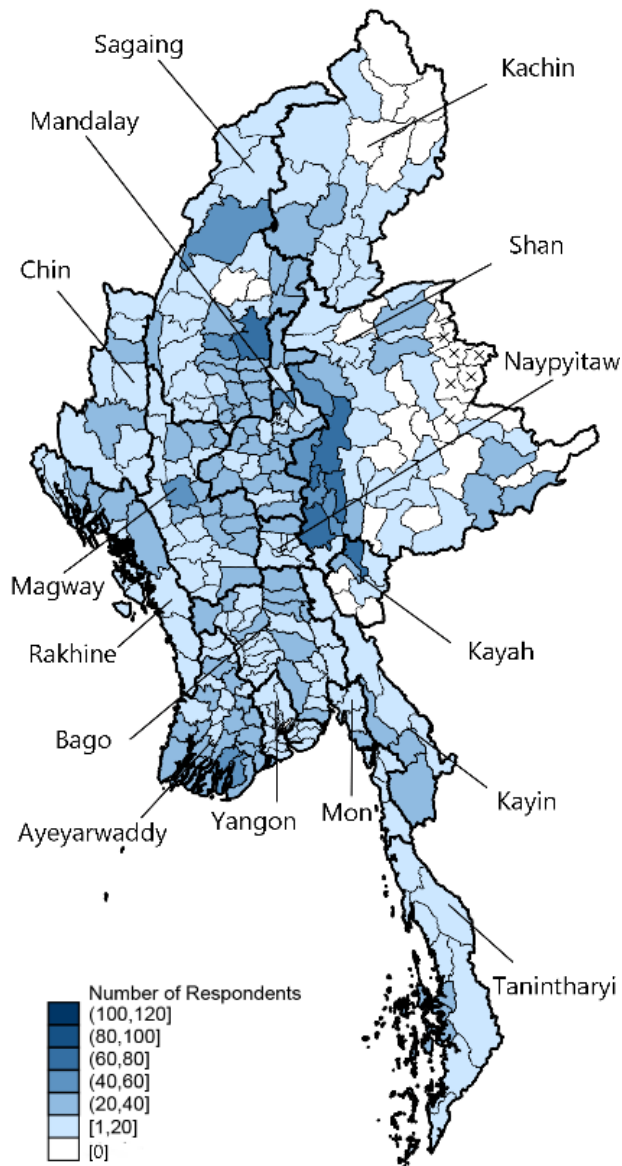 Sagaing
Kachin
Mandalay
Shan
Chin
Naypyitaw
Magway
Rakhine
Kayah
Bago
Kayin
Ayeyarwaddy
Yangon
Mon
Tanintharyi
Number of Respondents
(100,120]
(80,100]
(60,80]
(40,60]
(20,40]
[1,20]
[0]